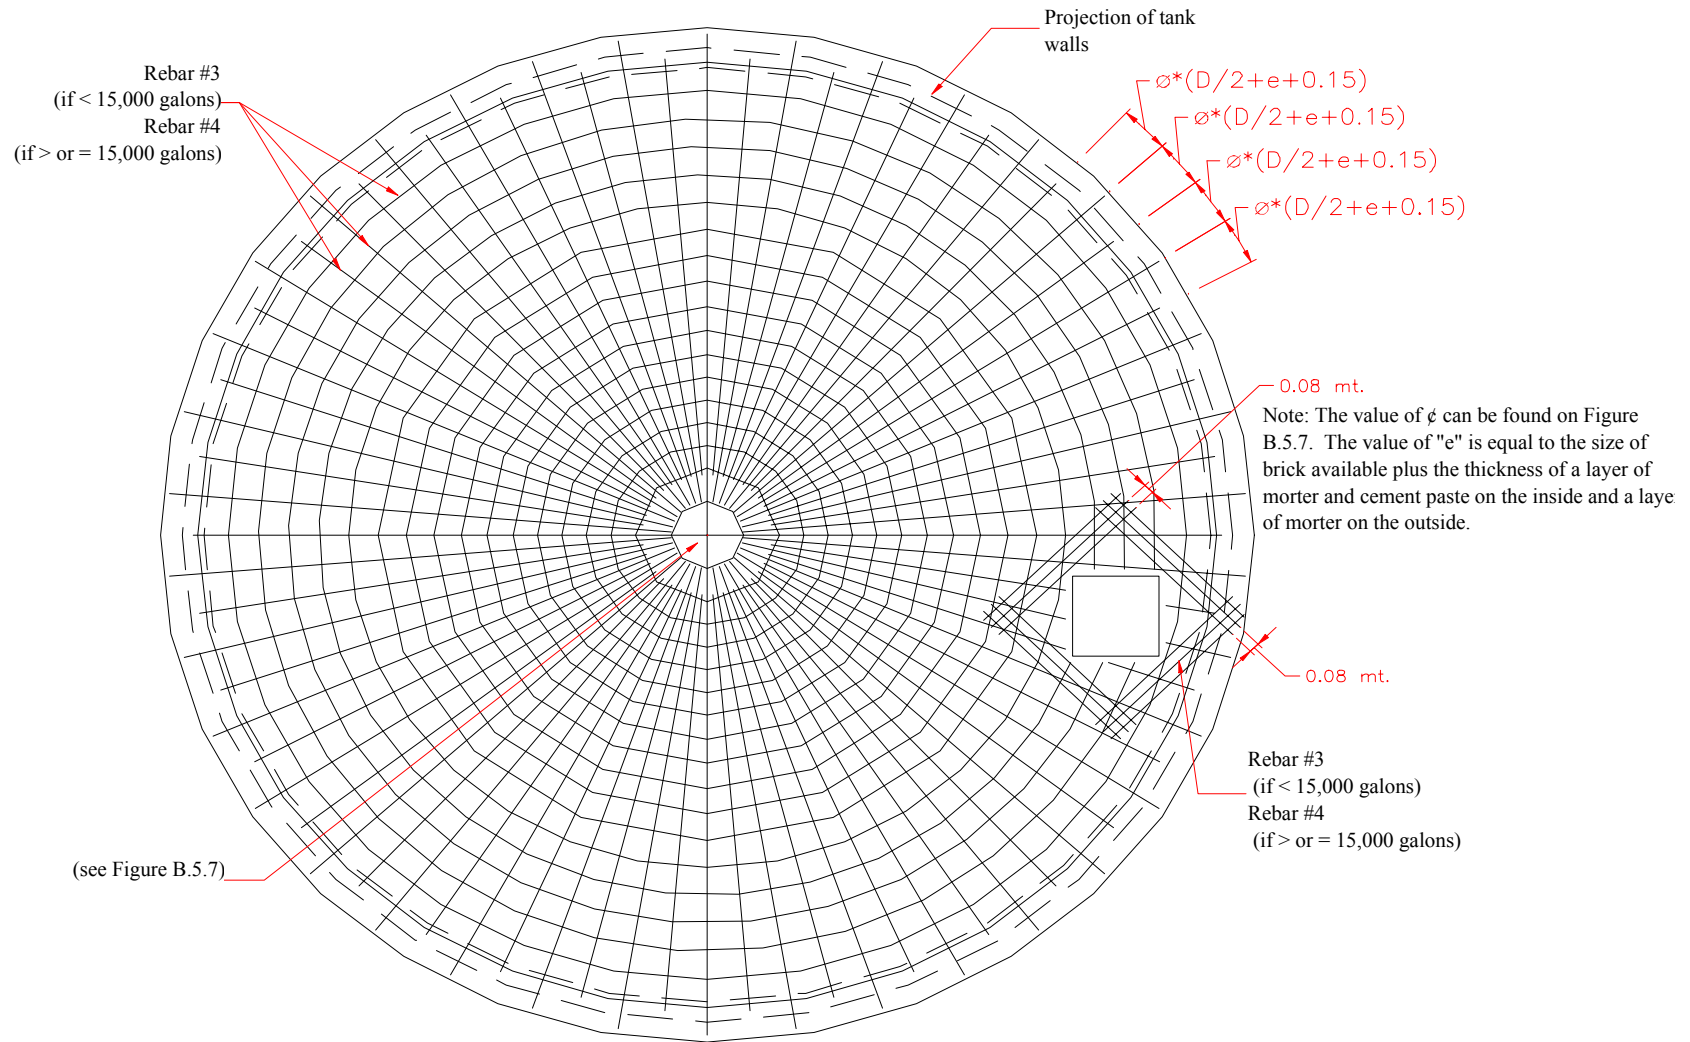 Projection of tank
walls
Rebar #3
(if < 15,000 galons)
Rebar #4
(if > or = 15,000 galons)
ø*(D/2+e+0.15)
ø*(D/2+e+0.15)
ø*(D/2+e+0.15)
ø*(D/2+e+0.15)
0.08 mt.
Note: The value of ¢ can be found on Figure
B.5.7. The value of "e" is equal to the size of
brick available plus the thickness of a layer of
morter and cement paste on the inside and a laye
of morter on the outside.
0.08 mt.
Rebar #3
(if < 15,000 galons)
Rebar #4
(if > or = 15,000 galons)
(see Figure B.5.7)